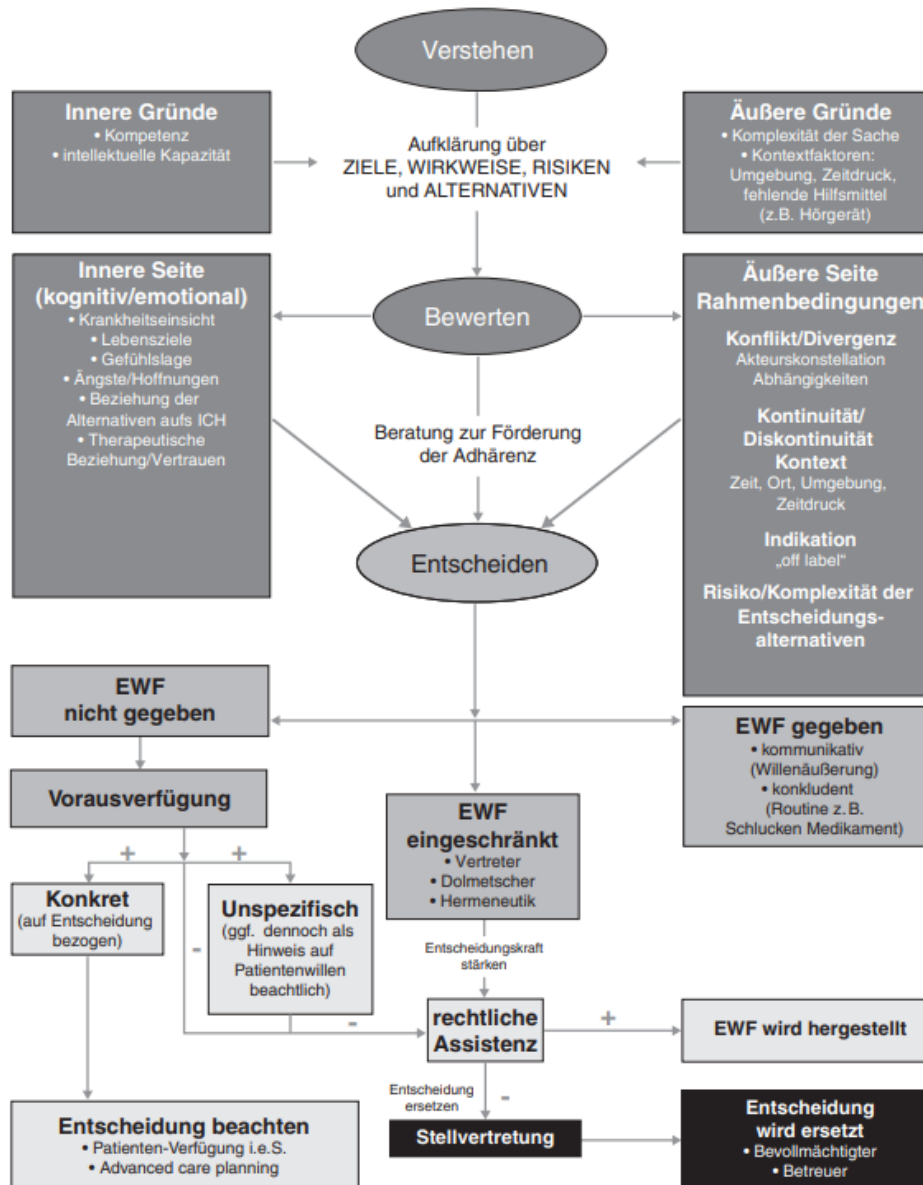 Verstehen
Innere Gründe
• Kompetenz
• intellektuelle Kapazität
Aufklärung über
ZIELE, WIRKWEISE, RISIKEN
und ALTERNATIVEN
Äußere Gründe
• Komplexität der Sache
• Kontextfaktoren:
Umgebung, Zeitdruck,
fehlende Hilfsmittel
(z.B. Hörgerät)
Innere Seite
(kognitiv/emotional)
• Krankheitseinsicht
• Lebensziele
• Gefühlslage
• Ängste/Hoffnungen
• Beziehung der
Alternativen aufs ICH
• Therapeutische
Beziehung/Vertrauen
Bewerten
Beratung zur Förderung
der Adhärenz
Äußere Seite
Rahmenbedingungen
Konflikt/Divergenz
Akteurskonstellation
Abhängigkeiten
Kontinuität/
Diskontinuität
Kontext
Zeit, Ort, Umgebung,
Zeitdruck
Indikation
„off label“
Risiko/Komplexität der
Entscheidungs-
alternativen
Entscheiden
EWF
nicht gegeben
EWF gegeben
• kommunikativ
(Willenäußerung)
• konkludent
(Routine z. B.
Schlucken Medikament)
Vorausverfügung
EWF
eingeschränkt
• Vertreter
• Dolmetscher
• Hermeneutik
+
+
Konkret
(auf Entscheidung
bezogen)
-
Unspezifisch
(ggf. dennoch als
Hinweis auf
Patientenwillen
beachtlich)
-
Entscheidungskraft
stärken
rechtliche
Assistenz
+
EWF wird hergestellt
Entscheidung
ersetzen
-
Entscheidung beachten
• Patienten-Verfügung i.e.S.
• Advanced care planning
Stellvertretung
Entscheidung
wird ersetzt
• Bevollmächtigter
• Betreuer